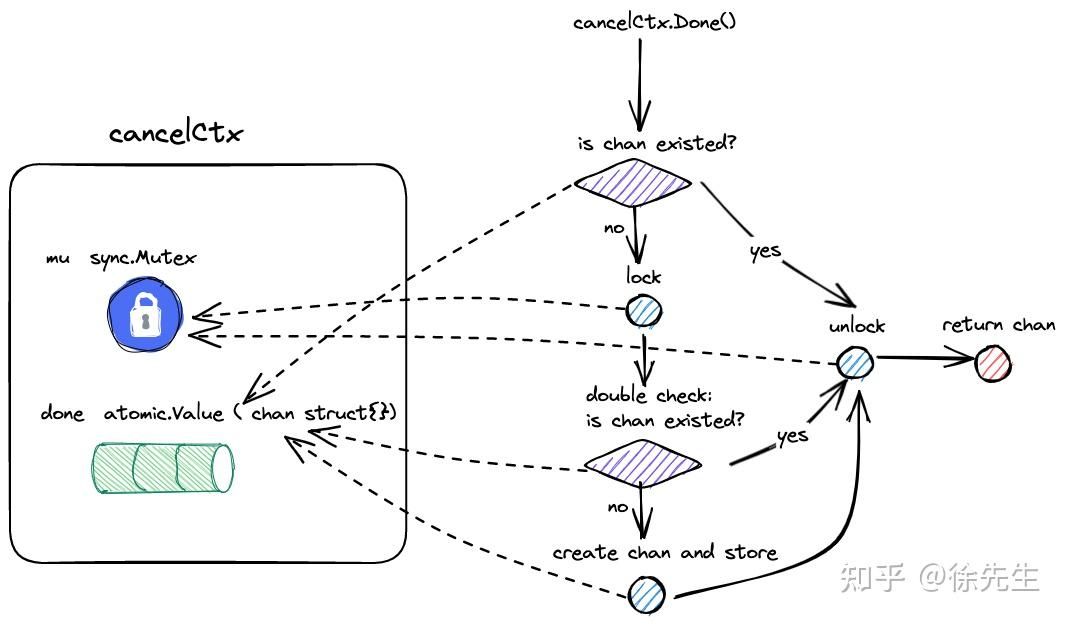 cancelCtx.Done()
cancelCtx
is chan existed?
no
yes
mu sync.Mutex
lock
unlock
return chan
done atomic.Value ( chan struct{})
double check:
is chan existed?
yes
no
create chan and store
知乎 @徐先生